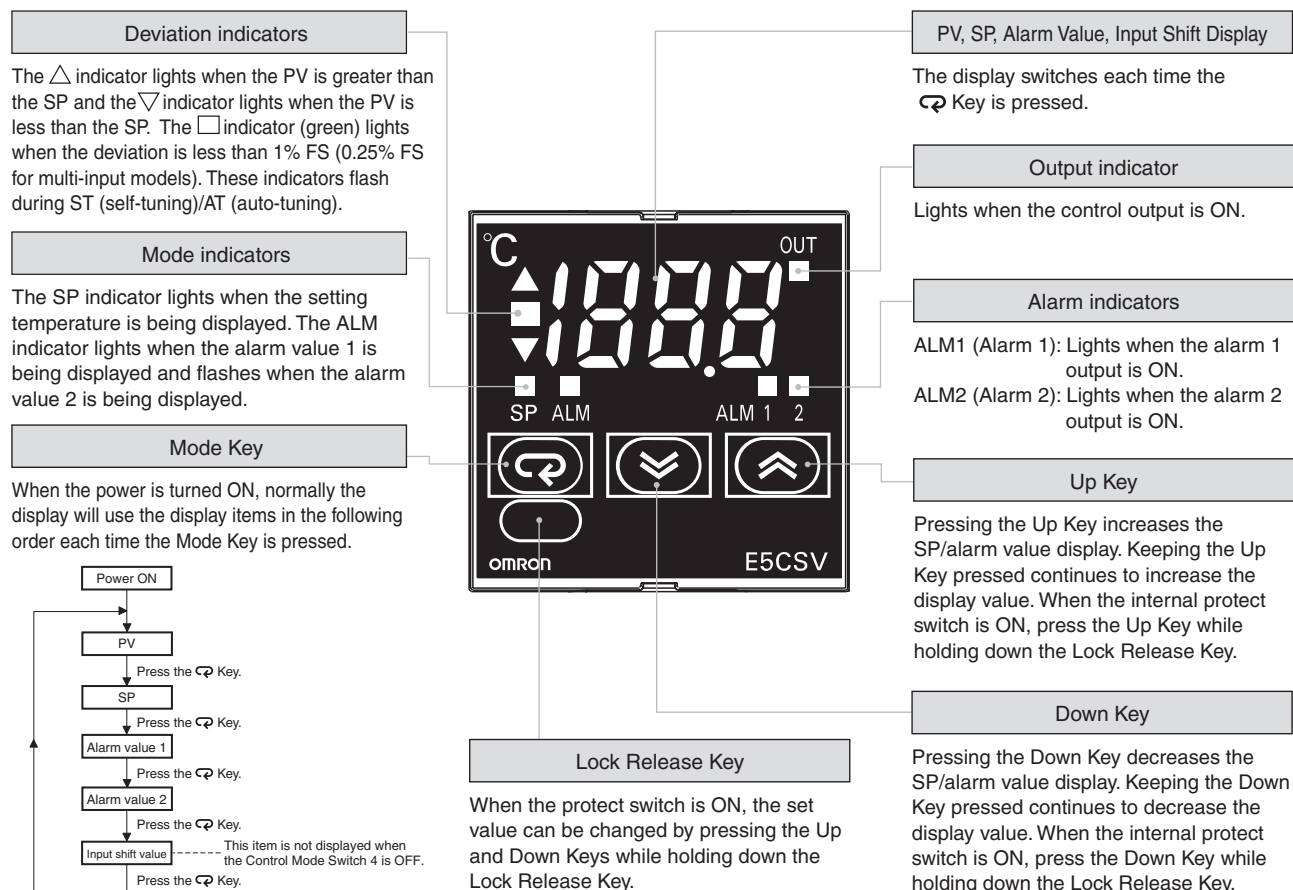 Deviation indicators
The △ indicator lights when the PV is greater than
the SP and the ▽ indicator lights when the PV is
less than the SP. The □ indicator (green) lights
when the deviation is less than 1% FS (0.25% FS
for multi-input models). These indicators flash
during ST (self-tuning)/AT (auto-tuning).
Mode indicators
The SP indicator lights when the setting
temperature is being displayed. The ALM
indicator lights when the alarm value 1 is
being displayed and flashes when the alarm
value 2 is being displayed.
Mode Key
When the power is turned ON, normally the
display will use the display items in the following
order each time the Mode Key is pressed.
Power ON
PV
Press the Key.
SP
Press the Key.
Alarm value 1
Press the Key.
Alarm value 2
Press the Key.
Input shift value
This item is not displayed when
the Control Mode Switch 4 is OFF.
Press the Key.
°C
OUT
188.8
SP ALM
ALM 1 2
OMRON
E5CSV
Lock Release Key
When the protect switch is ON, the set
value can be changed by pressing the Up
and Down Keys while holding down the
Lock Release Key.
PV, SP, Alarm Value, Input Shift Display
The display switches each time the
Key is pressed.
Output indicator
Lights when the control output is ON.
Alarm indicators
ALM1 (Alarm 1): Lights when the alarm 1
output is ON.
ALM2 (Alarm 2): Lights when the alarm 2
output is ON.
Up Key
Pressing the Up Key increases the
SP/alarm value display. Keeping the Up
Key pressed continues to increase the
display value. When the internal protect
switch is ON, press the Up Key while
holding down the Lock Release Key.
Down Key
Pressing the Down Key decreases the
SP/alarm value display. Keeping the Down
Key pressed continues to decrease the
display value. When the internal protect
switch is ON, press the Down Key while
holding down the Lock Release Key.